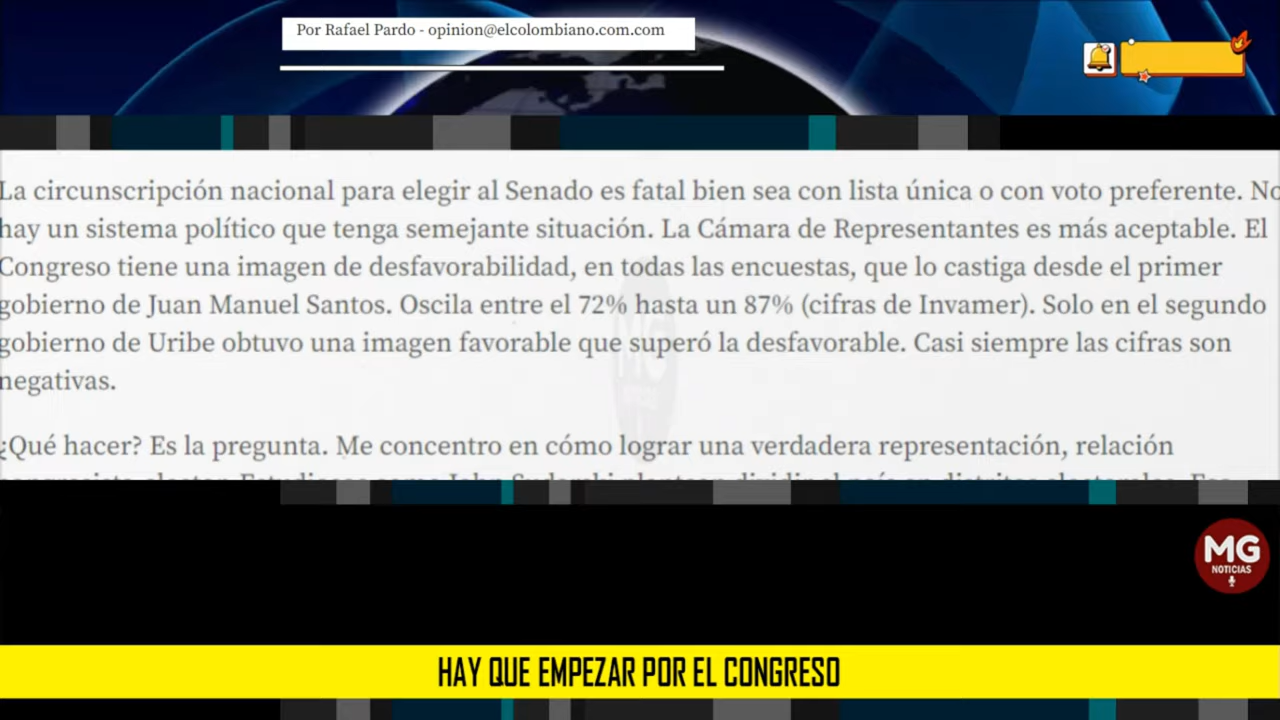 Por Rafael Pardo - opinion@elcolombiano.com.com
La circunscripción nacional para elegir al Senado es fatal bien sea con lista única o con voto preferente. No
hay un sistema político que tenga semejante situación. La Cámara de Representantes es más aceptable. El
Congreso tiene una imagen de desfavorabilidad, en todas las encuestas, que lo castiga desde el primer
gobierno de Juan Manuel Santos. Oscila entre el 72% hasta un 87% (cifras de Invamer). Solo en el segundo
gobierno de Uribe obtuvo una imagen favorable que superó la desfavorable. Casi siempre las cifras son
negativas.
¿Qué hacer? Es la pregunta. Me concentro en cómo lograr una verdadera representación, relación
MG
NOTICIAS
HAY QUE EMPEZAR POR EL CONGRESO